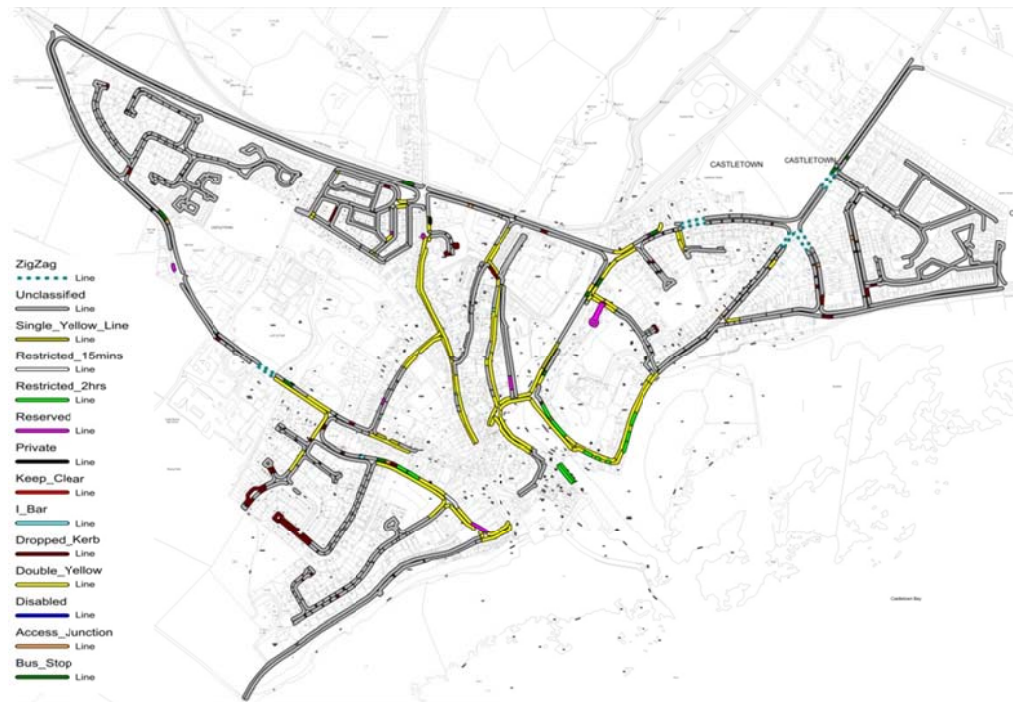 CASTLETOWN
CASTLETOWN
ZigZag
Line
Unclassified
Line
Single_Yellow_Line
Line
Restricted_15mins
Line
Restricted_2hrs
Line
Reserved
Line
Private
Line
Keep_Clear
Line
I_Bar
Line
Dropped_Kerb
Line
Double_Yellow
Line
Disabled
Line
Access_Junction
Line
Bus_Stop
Line
Castletown Bay